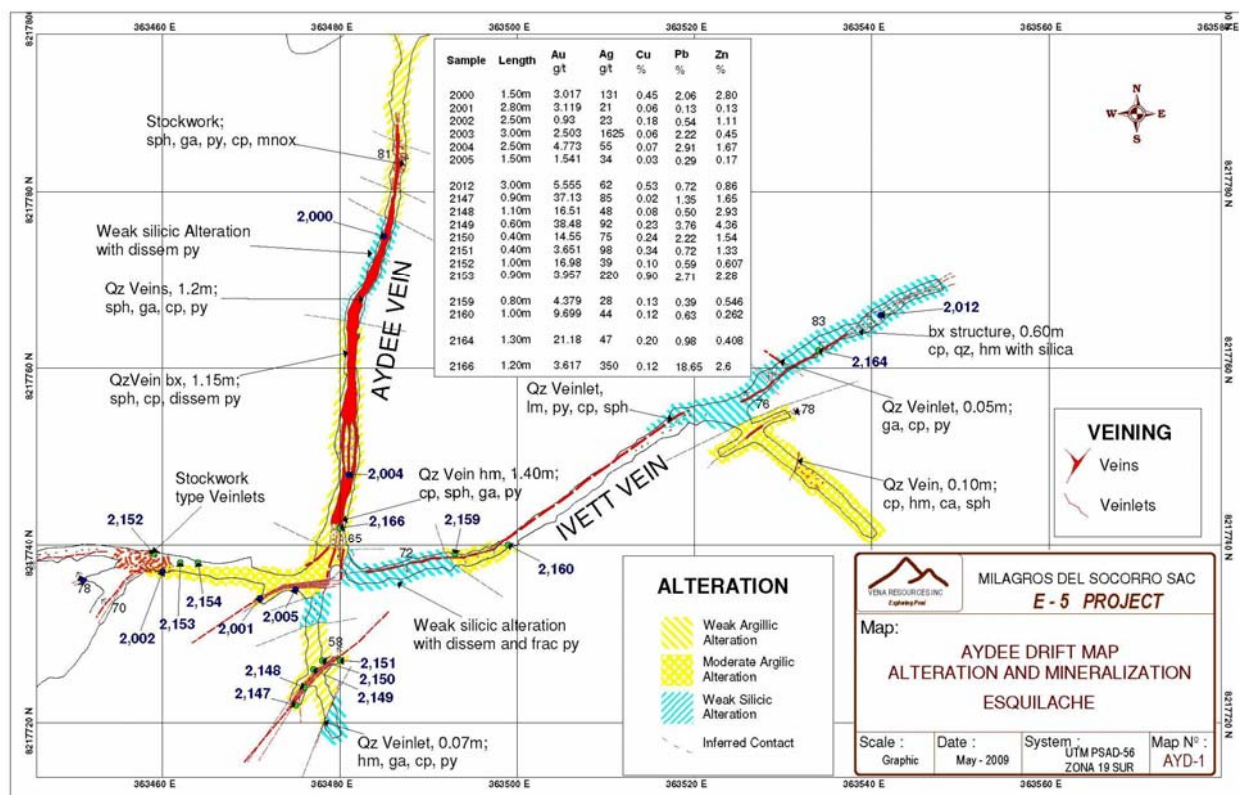 363460 E
363480 E
363500 E
363520 E
363540 E
363560 E
8217800 N
Sample Length Au g/t Ag g/t Cu % Pb % Zn %
2000 1.50m 3.017 131 0.45 2.06 2.80
2001 2.80m 3.119 21 0.06 0.13 0.13
2002 2.50m 0.93 23 0.18 0.54 1.11
2003 3.00m 2.503 1625 0.06 2.22 0.45
2004 2.50m 4.773 55 0.07 2.91 1.67
2005 1.50m 1.541 34 0.03 0.29 0.17
2012 3.00m 5.555 62 0.53 0.72 0.86
2147 0.90m 37.13 85 0.02 1.35 1.65
2148 1.10m 16.51 48 0.08 0.50 2.93
2149 0.60m 38.48 92 0.23 3.76 4.36
2150 0.40m 14.55 75 0.24 2.22 1.54
2151 0.40m 3.651 98 0.34 0.72 1.33
2152 1.00m 16.98 39 0.10 0.59 0.607
2153 0.90m 3.957 220 0.90 2.71 2.28
2159 0.80m 4.379 28 0.13 0.39 0.546
2160 1.00m 9.699 44 0.12 0.63 0.262
2164 1.30m 21.18 47 0.20 0.98 0.408
2166 1.20m 3.617 350 0.12 18.65 2.6
N
W E
S
Stockwork;
sph, ga, py, cp, mnox
81
8217780 N
8217780 N
2,000
Weak silicic Alteration
with dissem py
Qz Veins, 1.2m;
sph, ga, cp, py
AYDEE VEIN
QzVein bx, 1.15m;
sph, cp, dissem py
83
2,012
bx structure, 0.60m
cp, qz, hm with silica
2,164
8217760 N
8217760 N
Qz Veinlet,
lm, py, cp, sph
76
78
Qz Veinlet, 0.05m;
ga, cp, py
IVETT VEIN
Qz Vein, 0.10m;
cp, hm, ca, sph
2,004
Qz Vein hm, 1.40m;
cp, sph, ga, py
Stockwork
type Veinlets
2,152
2,166
65
2,159
72
2,160
8217740 N
8217740 N
78
70
2,154
2,153
2,002
2,001
2,005
Weak silicic alteration
with dissem and frac py
58
2,148
2,147
2,151
2,150
2,149
Qz Veinlet, 0.07m;
hm, ga, cp, py
8217720 N
8217720 N
VEINING
Veins
Veinlets
ALTERATION
Weak Argillic
Alteration
Moderate Argilic
Alteration
Weak Silicic
Alteration
Inferred Contact
VENA RESOURCES INC
Exploring Perú
MILAGROS DEL SOCORRO SAC
E - 5 PROJECT
Map:
AYDEE DRIFT MAP
ALTERATION AND MINERALIZATION
ESQUILACHE
Scale :
Graphic
Date :
May - 2009
System :
UTM PSAD-56
ZONA 19 SUR
Map Nº :
AYD-1
363460 E
363480 E
363500 E
363520 E
363540 E
363560 E